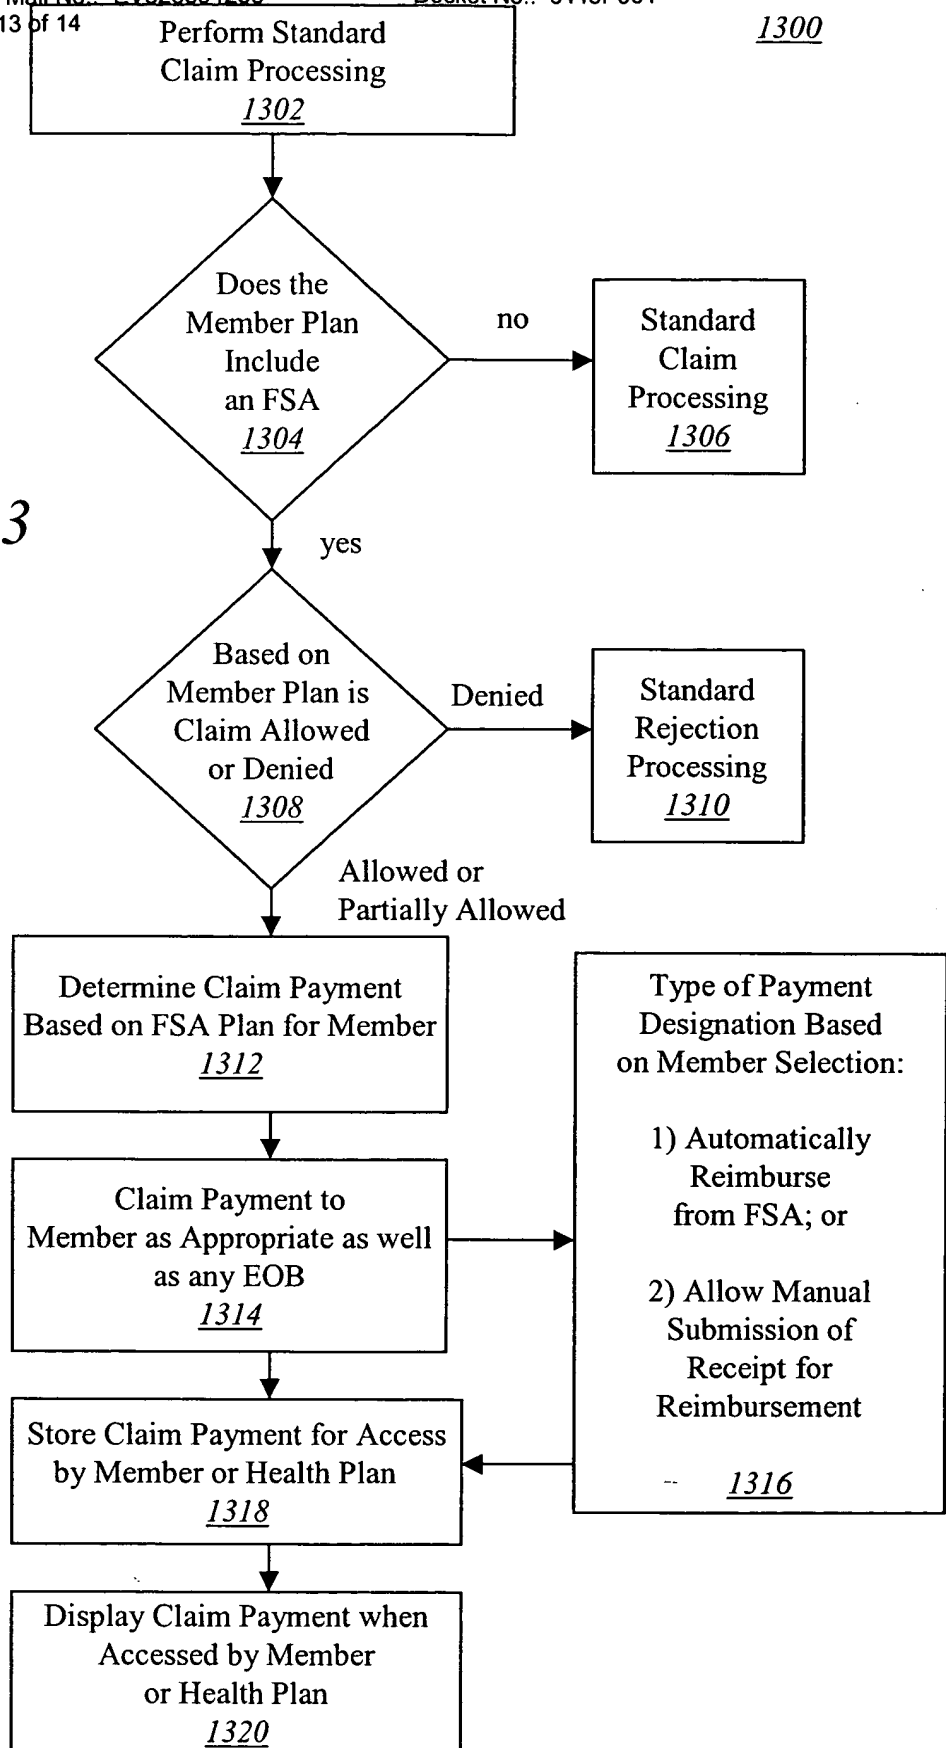 13 of 14
1300
Perform Standard
Claim Processing
1302
Does the
Member Plan
Include
an FSA
1304
no
Standard
Claim
Processing
1306
3
yes
Based on
Member Plan is
Claim Allowed
or Denied
1308
Denied
Standard
Rejection
Processing
1310
Allowed or
Partially Allowed
Determine Claim Payment
Based on FSA Plan for Member
1312
Claim Payment to
Member as Appropriate as well
as any EOB
1314
Type of Payment
Designation Based
on Member Selection:
1) Automatically
Reimburse
from FSA; or
2) Allow Manual
Submission of
Receipt for
Reimbursement
1316
Store Claim Payment for Access
by Member or Health Plan
1318
Display Claim Payment when
Accessed by Member
or Health Plan
1320